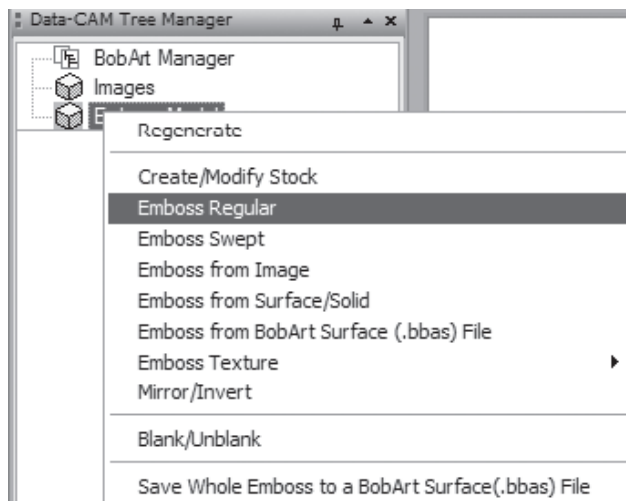 Data-CAM Tree Manager
BobArt Manager
Images
Regenerate
Create/Modify Stock
Emboss Regular
Emboss Swept
Emboss from Image
Emboss from Surface/Solid
Emboss from BobArt Surface (.bbas) File
Emboss Texture
Mirror/Invert
Blank/Unblank
Save Whole Emboss to a BobArt Surface(.bbas) File